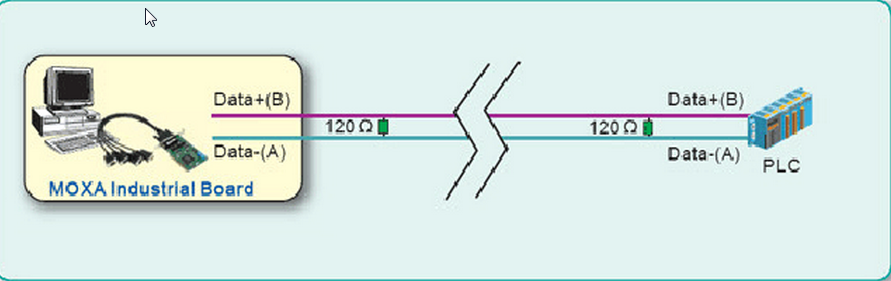 Data+(B)
Data+(B)
120 Ω
120 Ω
Data-(A)
Data-(A)
PLC
MOXA Industrial Board